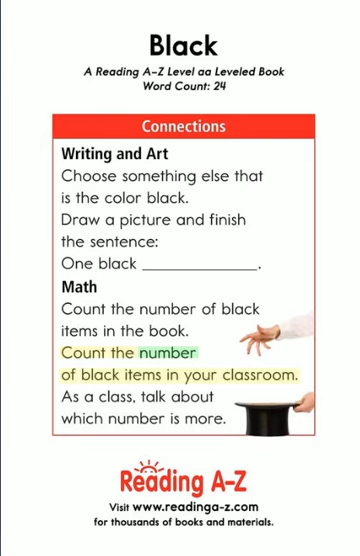 Black
A Reading A–Z Level aa Leveled Book
Word Count: 24
Connections
Writing and Art
Choose something else that
is the color black.
Draw a picture and finish
the sentence:
One black ____________.
Math
Count the number of black
items in the book.
Count the number
of black items in your classroom.
As a class, talk about
which number is more.
Reading A-Z
Visit www.readinga-z.com
for thousands of books and materials.